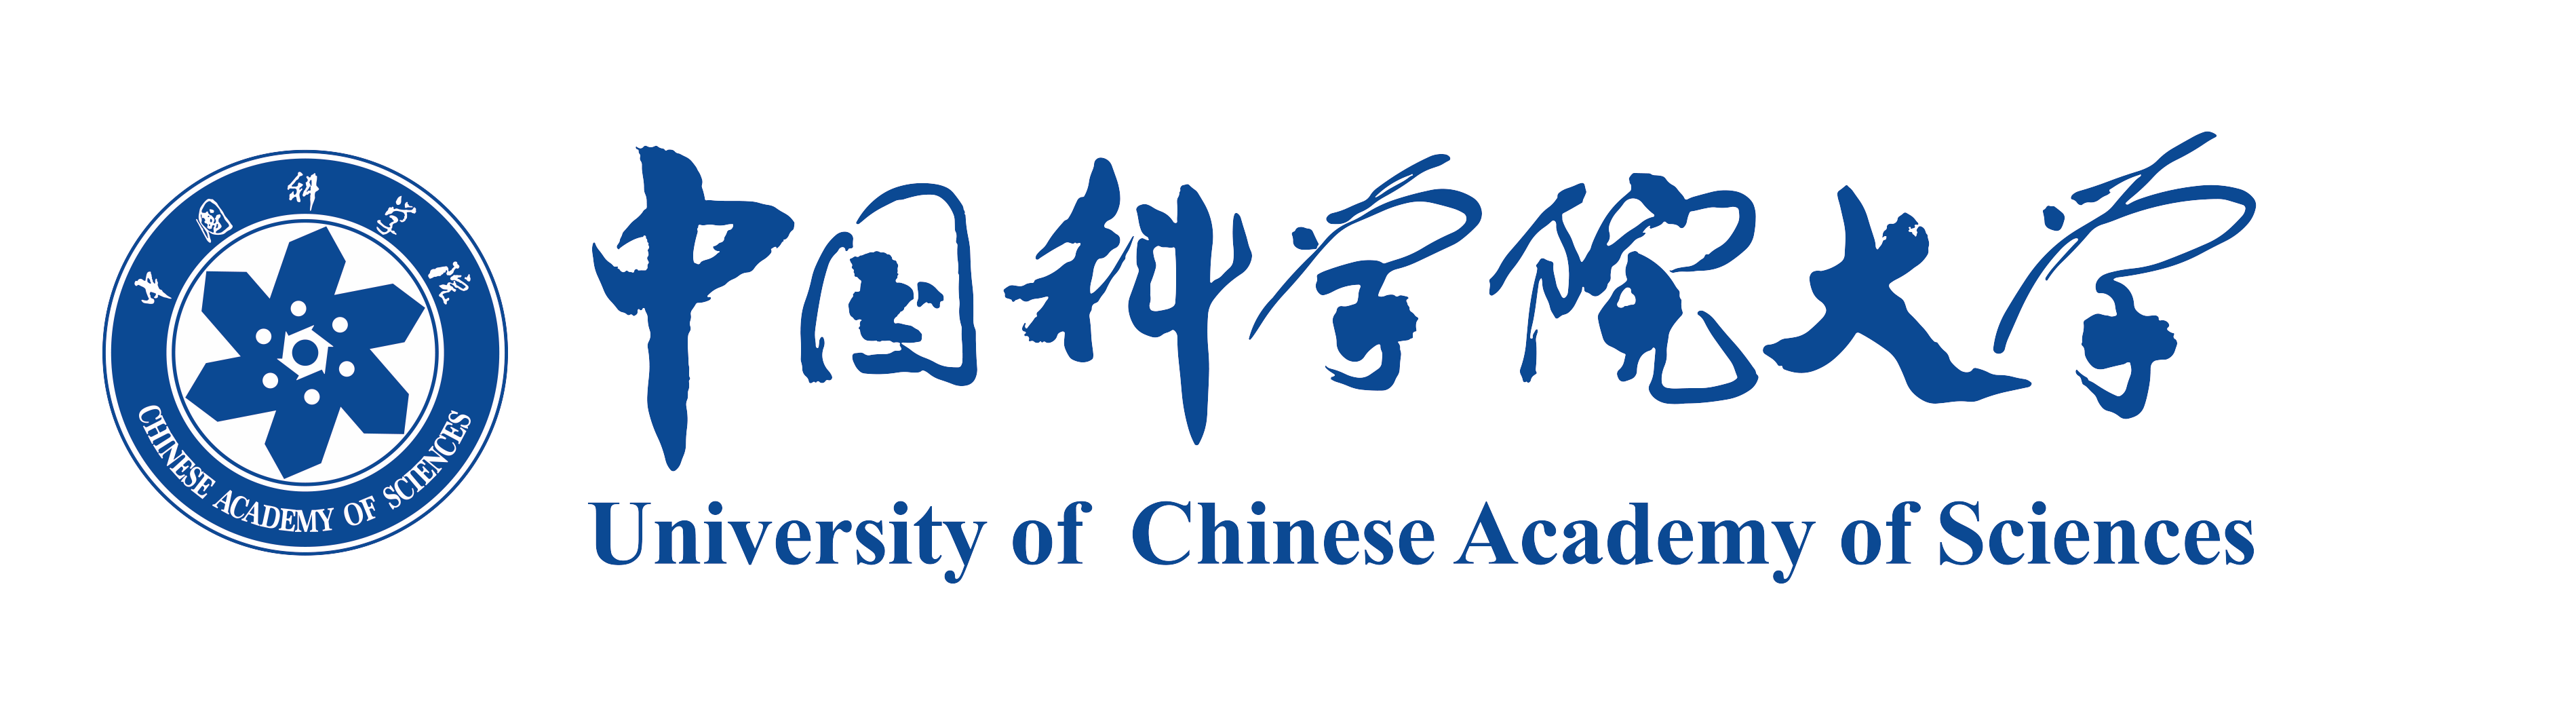 中國科学院
CHINESE ACADEMY OF SCIENCES
中国科学院大学
University of Chinese Academy of Sciences